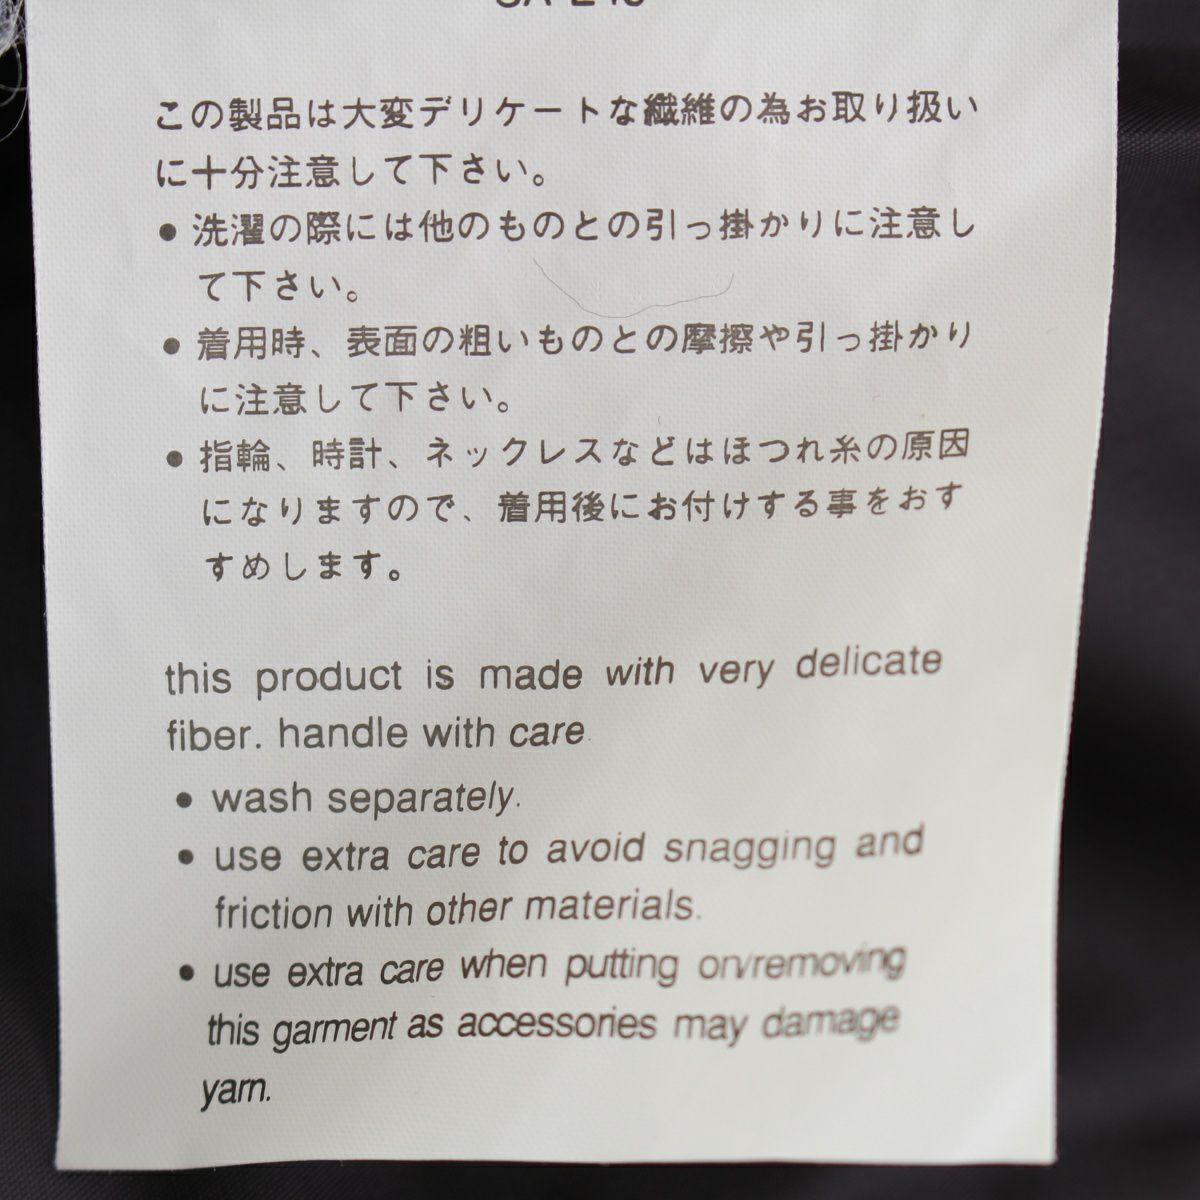 この製品は大変デリケートな繊維の為お取り扱い
に十分注意して下さい。
● 洗濯の際には他のものとの引っ掛かりに注意し
て下さい。
● 着用時、表面の粗いものとの摩擦や引っ掛かり
に注意して下さい。
● 指輪、時計、ネックレスなどはほつれ糸の原因
になりますので、着用後にお付けする事をおす
すめします。
this product is made with very delicate
fiber. handle with care.
● wash separately.
● use extra care to avoid snagging and
friction with other materials.
● use extra care when putting on/removing
this garment as accessories may damage
yarn.